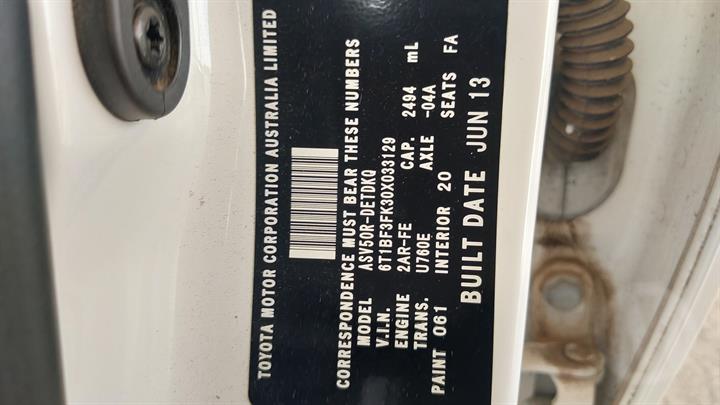 TOYOTA MOTOR CORPORATION AUSTRALIA LIMITED
CORRESPONDENCE MUST BEAR THESE NUMBERS
MODEL ASV50R-DETDKQ
V.I.N. 6T1BF3FK30X033129
ENGINE 2AR-FE CAP. 2494 mL
TRANS. U760E AXLE -04A
PAINT 061 INTERIOR 20 SEATS FA
BUILT DATE JUN 13